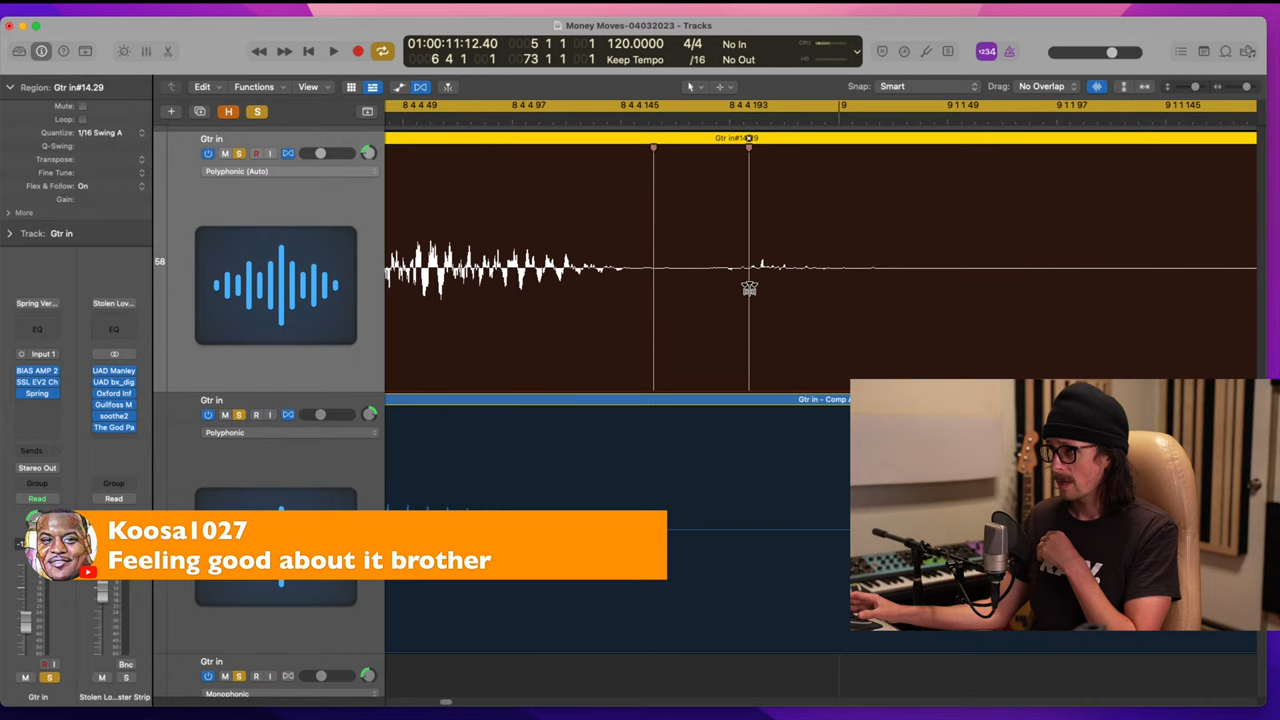 Money Moves-04032023 - Tracks
01:00:11:12.40
6 4 1 001
5 1 1 001
73 1 1 001
120.0000
Keep Tempo
4/4
/16
No In
No Out
CPU
HD
1234
Region: Gtr in#14.29
Mute:
Loop:
Quantize: 1/16 Swing A
Q-Swing:
Transpose:
Fine Tune:
Flex & Follow: On
Gain:
More
Track: Gtr in
Edit
Functions
View
Snap: Smart
Drag: No Overlap
H
S
8 4 4 49
8 4 4 97
8 4 4 145
8 4 4 193
9
9 1 1 49
9 1 1 97
9 1 1 145
Gtr in
M S R I
Polyphonic (Auto)
58
Gtr in
M S R I
Polyphonic
Gtr in - Comp A
Gtr in
M S R I
Monophonic
Spring Ver...
Stolen Lov...
EQ
EQ
Input 1
BIAS AMP 2
SSL EV2 Ch
Spring
UAD Manley
UAD bx_dig
Oxford Inf
Gullfoss M
soothe2
The God Pa
Sends
Stereo Out
Group
Group
Read
Read
Koosa1027
Feeling good about it brother
R I
Bnc
M S
M S
Gtr in
Stolen Lo...ster Strip